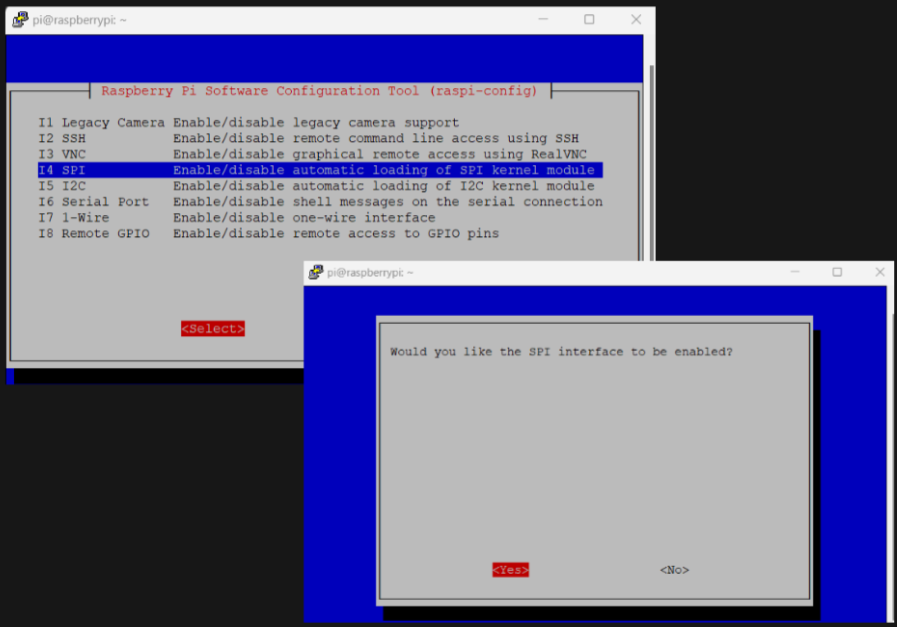 pi@raspberrypi: ~
Raspberry Pi Software Configuration Tool (raspi-config)
I1 Legacy Camera Enable/disable legacy camera support
I2 SSH Enable/disable remote command line access using SSH
I3 VNC Enable/disable graphical remote access using RealVNC
I4 SPI Enable/disable automatic loading of SPI kernel module
I5 I2C Enable/disable automatic loading of I2C kernel module
I6 Serial Port Enable/disable shell messages on the serial connection
I7 1-Wire Enable/disable one-wire interface
I8 Remote GPIO Enable/disable remote access to GPIO pins
<Select>
pi@raspberrypi: ~
Would you like the SPI interface to be enabled?
<Yes> <No>